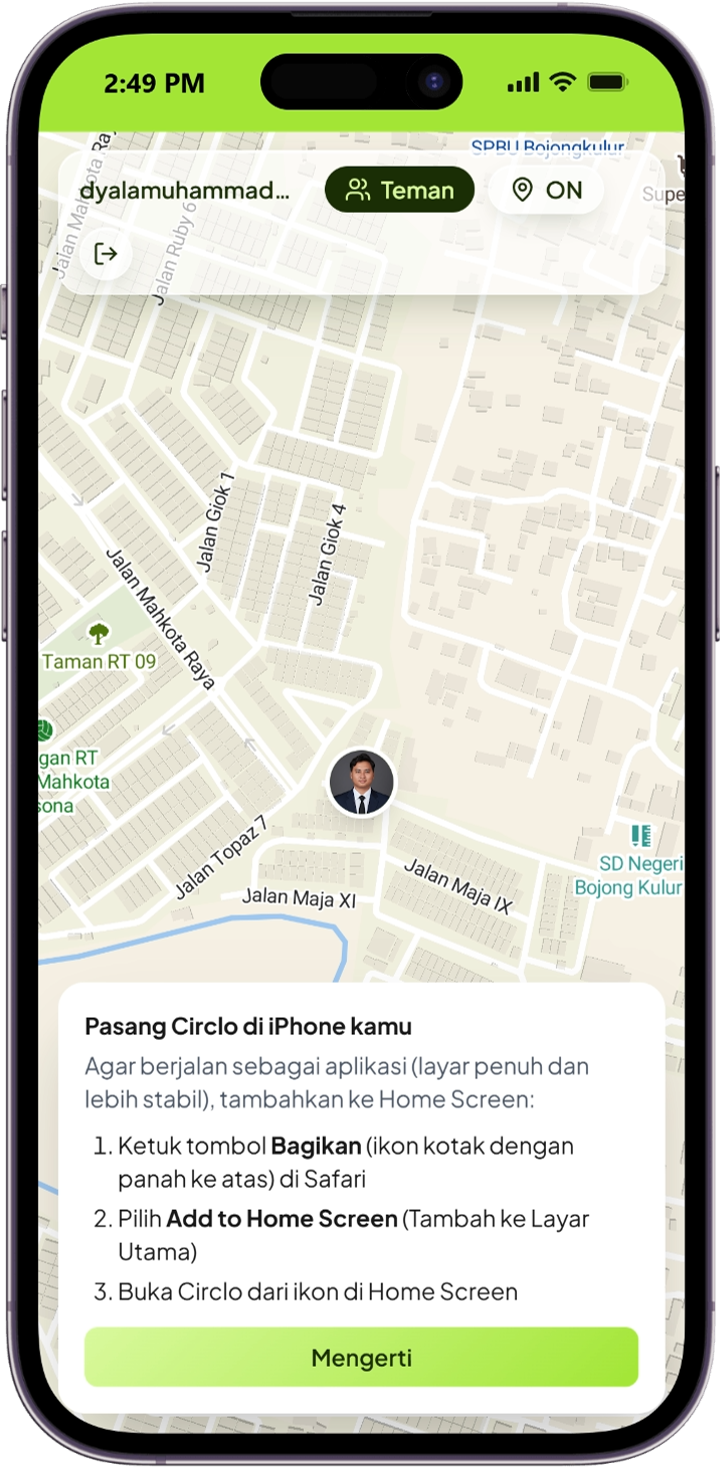 2:49 PM
SPBU Bojongkulur
dyalamuhammad...
Teman
ON
Supe
Jalan Mahkota Ra
Jalan Ruby 6
Jalan Giok 1
Jalan Giok 4
Jalan Mahkota Raya
Taman RT 09
gan RT
Mahkota
sona
Jalan Topaz 7
SD Negeri
Bojong Kulur
Jalan Maja IX
Jalan Maja XI
Pasang Circlo di iPhone kamu
Agar berjalan sebagai aplikasi (layar penuh dan
lebih stabil), tambahkan ke Home Screen:
1. Ketuk tombol Bagikan (ikon kotak dengan
panah ke atas) di Safari
2. Pilih Add to Home Screen (Tambah ke Layar
Utama)
3. Buka Circlo dari ikon di Home Screen
Mengerti